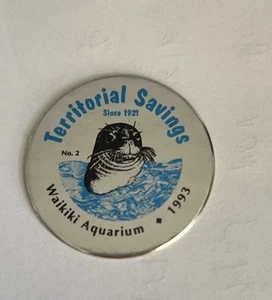 Territorial Savings
Since 1921
No. 2
Waikiki Aquarium ◆ 1993